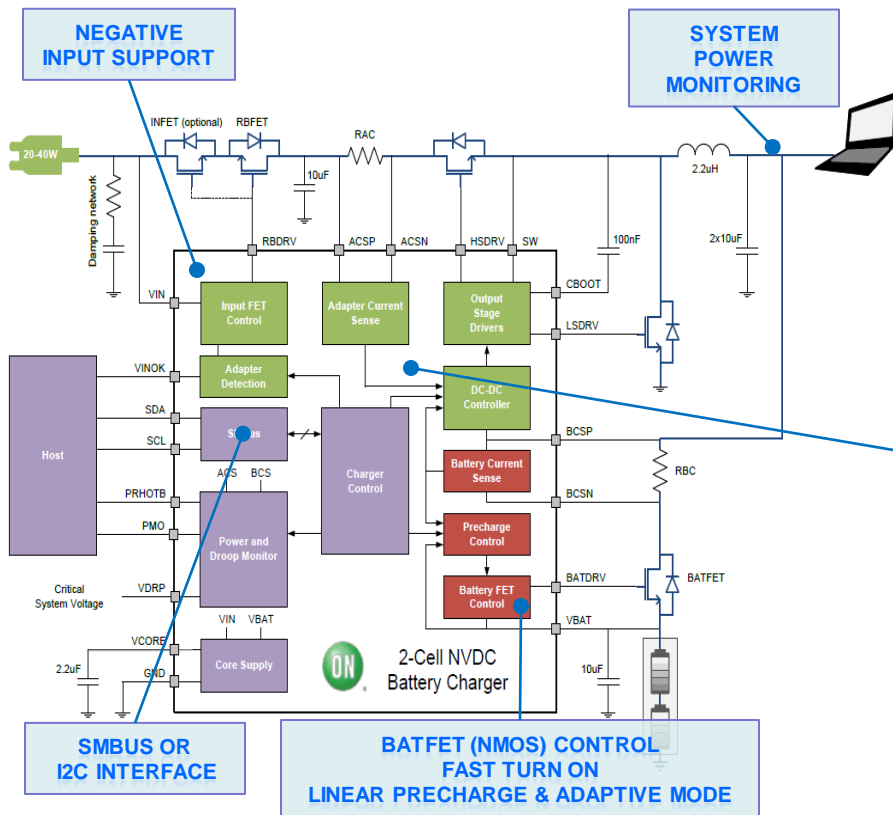 NEGATIVE
INPUT SUPPORT
SYSTEM
POWER
MONITORING
INFET (optional)
RBFET
RAC
20-40W
10uF
2.2uH
Damping network
100nF
2x10uF
RBDRV
ACSP
ACSN
HSDRV
SW
VIN
CBOOT
LSDRV
Input FET
Control
Adapter Current
Sense
Output
Stage
Drivers
VINOK
Adapter
Detection
DC-DC
Controller
SDA
SCL
Host
Charger
Control
BCSP
Battery Current
Sense
BCSN
RBC
ACS
BCS
PRHOTB
PMO
Power and
Droop Monitor
Precharge
Control
Battery FET
Control
BATDRV
BATFET
Critical
System Voltage
VDRP
VBAT
VIN
VBAT
VCORE
2.2uF
GND
Core Supply
ON
2-Cell NVDC
Battery Charger
10uF
SMBUS OR
I2C INTERFACE
BATFET (NMOS) CONTROL
FAST TURN ON
LINEAR PRECHARGE & ADAPTIVE MODE